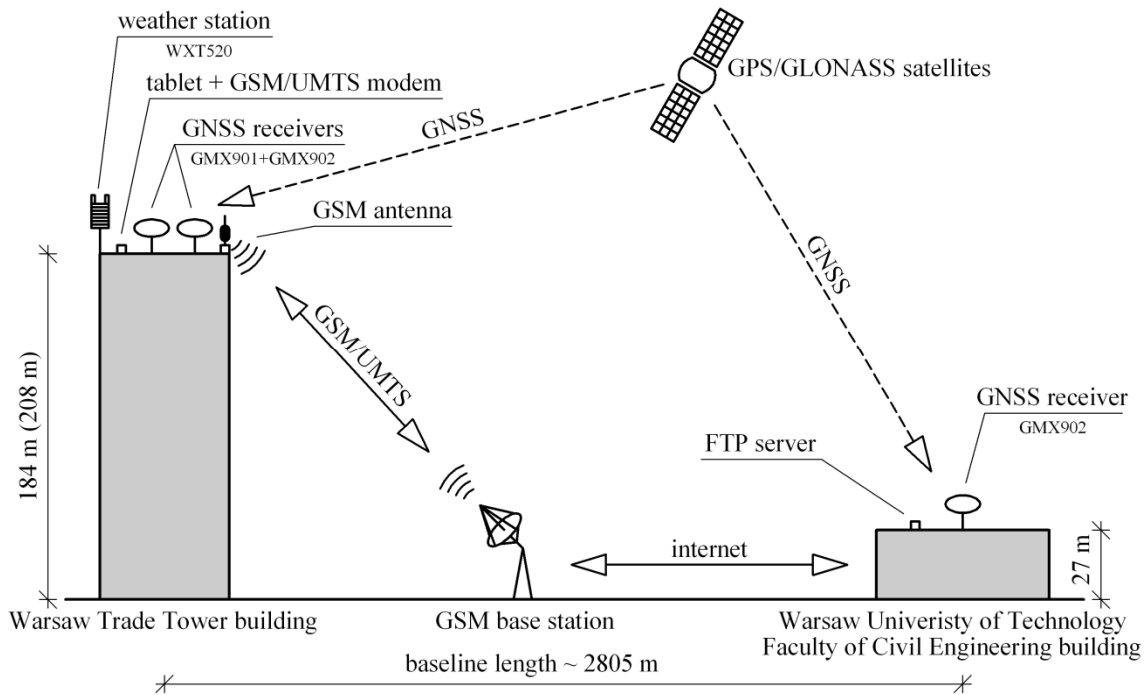 weather station
WXT520
tablet + GSM/UMTS modem
GNSS receivers
GMX901+GMX902
GSM antenna
GNSS
GPS/GLONASS satellites
GNSS
GSM/UMTS
184 m (208 m)
GNSS receiver
GMX902
FTP server
internet
27 m
Warsaw Trade Tower building
GSM base station
Warsaw Univeristy of Technology
Faculty of Civil Engineering building
baseline length ~ 2805 m